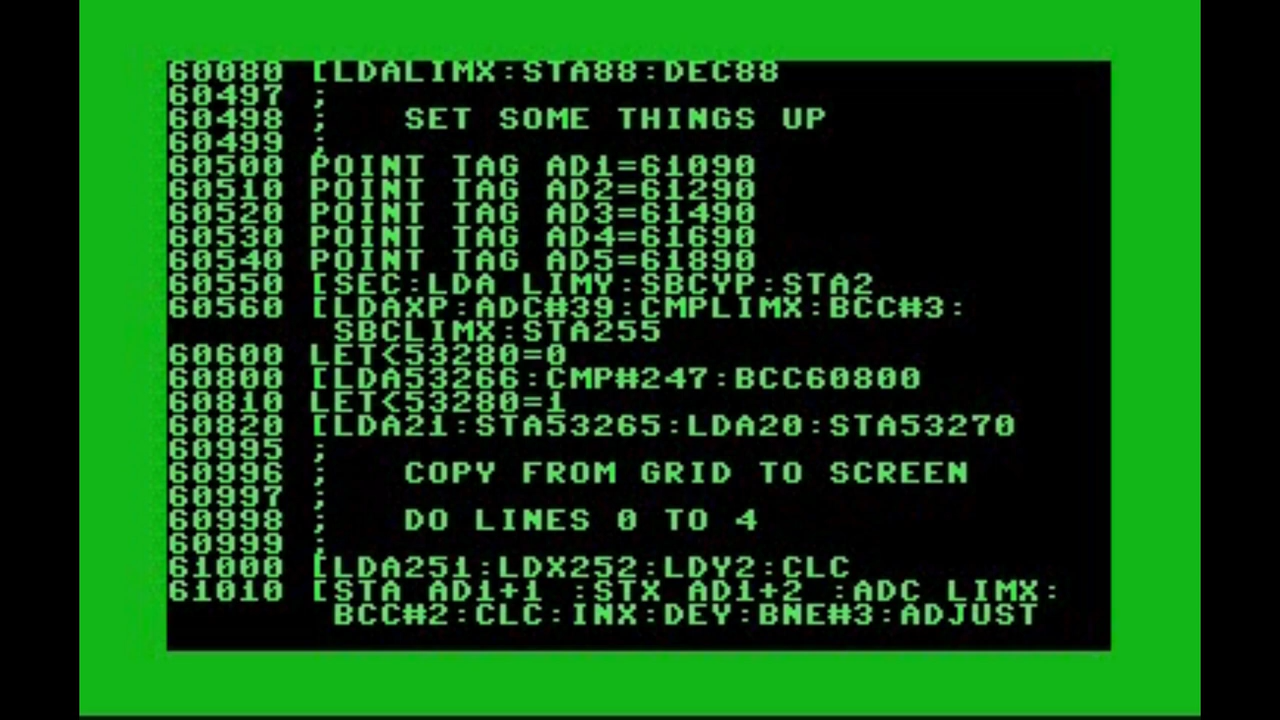 60080 [LDALIMX:STA88:DEC88
60497 ;
60498 ;   SET SOME THINGS UP
60499 ;
60500 POINT TAG AD1=61090
60510 POINT TAG AD2=61290
60520 POINT TAG AD3=61490
60530 POINT TAG AD4=61690
60540 POINT TAG AD5=61890
60550 [SEC:LDA LIMY:SBCYP:STA2
60560 [LDAXP:ADC#39:CMPLIMX:BCC#3:
SBCLIMX:STA255
60600 LET<53280=0
60800 [LDA53266:CMP#247:BCC60800
60810 LET<53280=1
60820 [LDA21:STA53265:LDA20:STA53270
60995 ;
60996 ;   COPY FROM GRID TO SCREEN
60997 ;
60998 ;   DO LINES 0 TO 4
60999 ;
61000 [LDA251:LDX252:LDY2:CLC
61010 [STA AD1+1 :STX AD1+2 :ADC LIMX:
BCC#2:CLC:INX:DEY:BNE#3:ADJUST